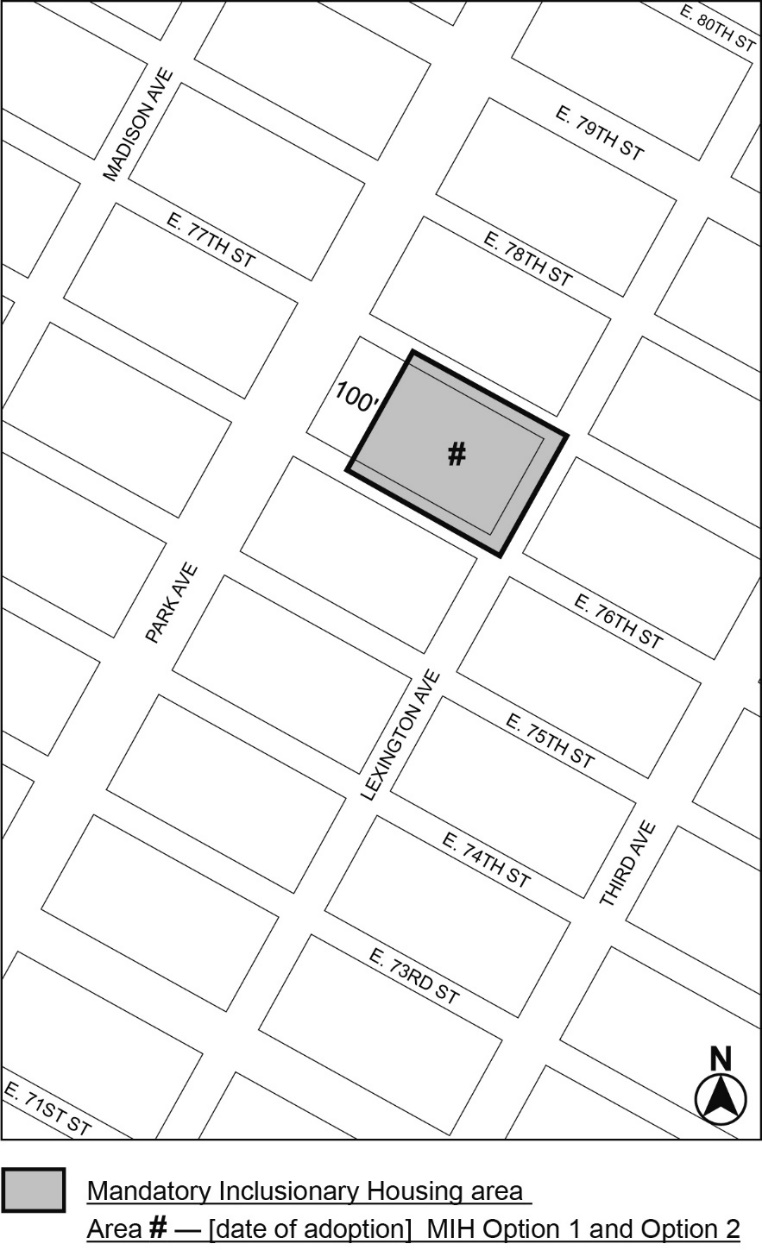 E. 80TH ST
MADISON AVE
E. 79TH ST
E. 77TH ST
E. 78TH ST
100'
#
PARK AVE
E. 76TH ST
LEXINGTON AVE
E. 75TH ST
THIRD AVE
E. 74TH ST
E. 73RD ST
N
E. 71ST ST
Mandatory Inclusionary Housing area
Area # — [date of adoption] MIH Option 1 and Option 2